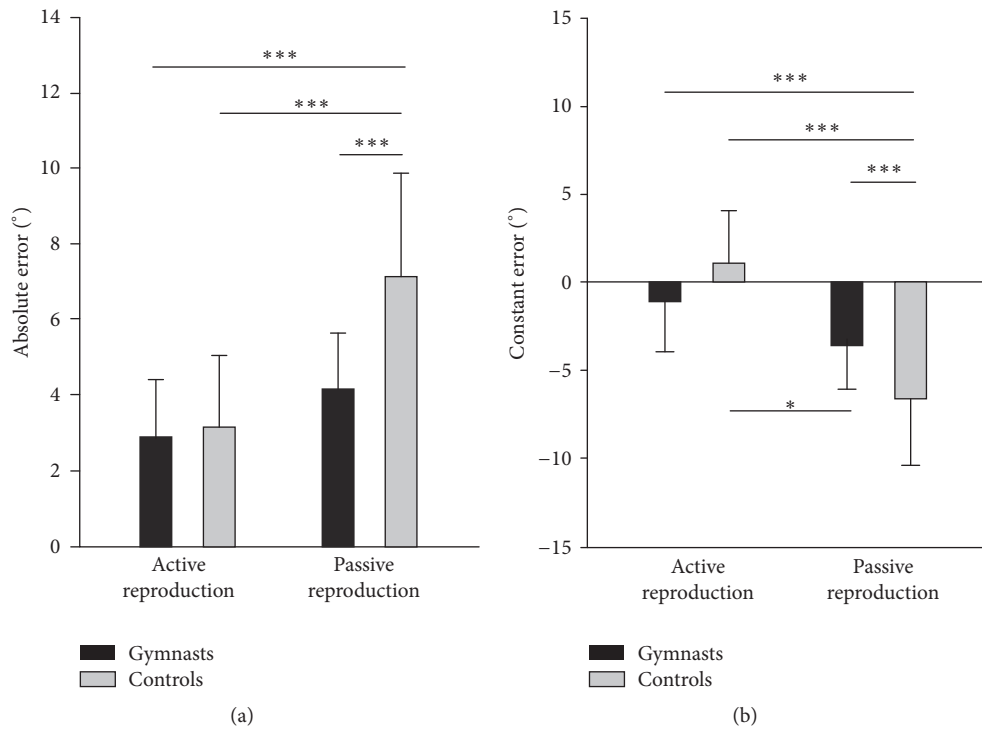 14
12
10
8
6
4
2
0
Absolute error (°)
***
***
***
Active
reproduction
Passive
reproduction
Gymnasts
Controls
(a)
15
10
5
0
−5
−10
−15
Constant error (°)
***
***
***
*
Active
reproduction
Passive
reproduction
Gymnasts
Controls
(b)